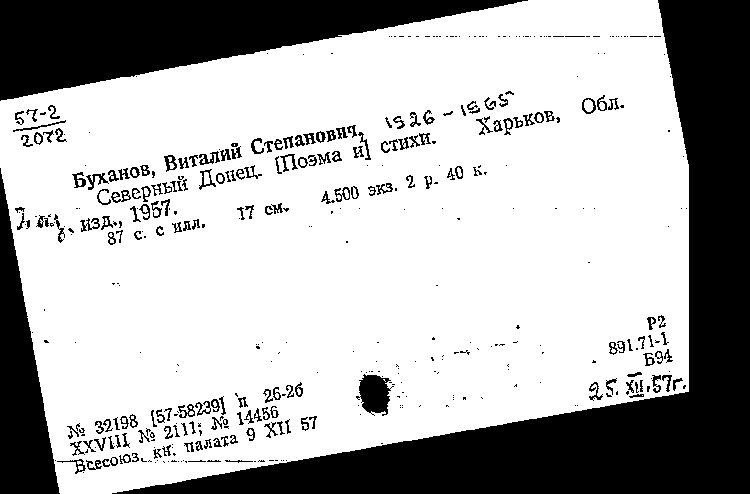 57-2
2072
Буханов, Виталий Степанович, 1926-1965
Северный Донец. [Поэма и] стихи. Харьков, Обл.
изд., 1957.
87 с. с илл. 17 см. 4.500 экз. 2 р. 40 к.
Р2
891.71-1
Б94
25.XII.57г.
№ 32198 [57-58239] п 26-26
XXVIII № 2111; № 14456
Всесоюз. кн. палата 9 XII 57